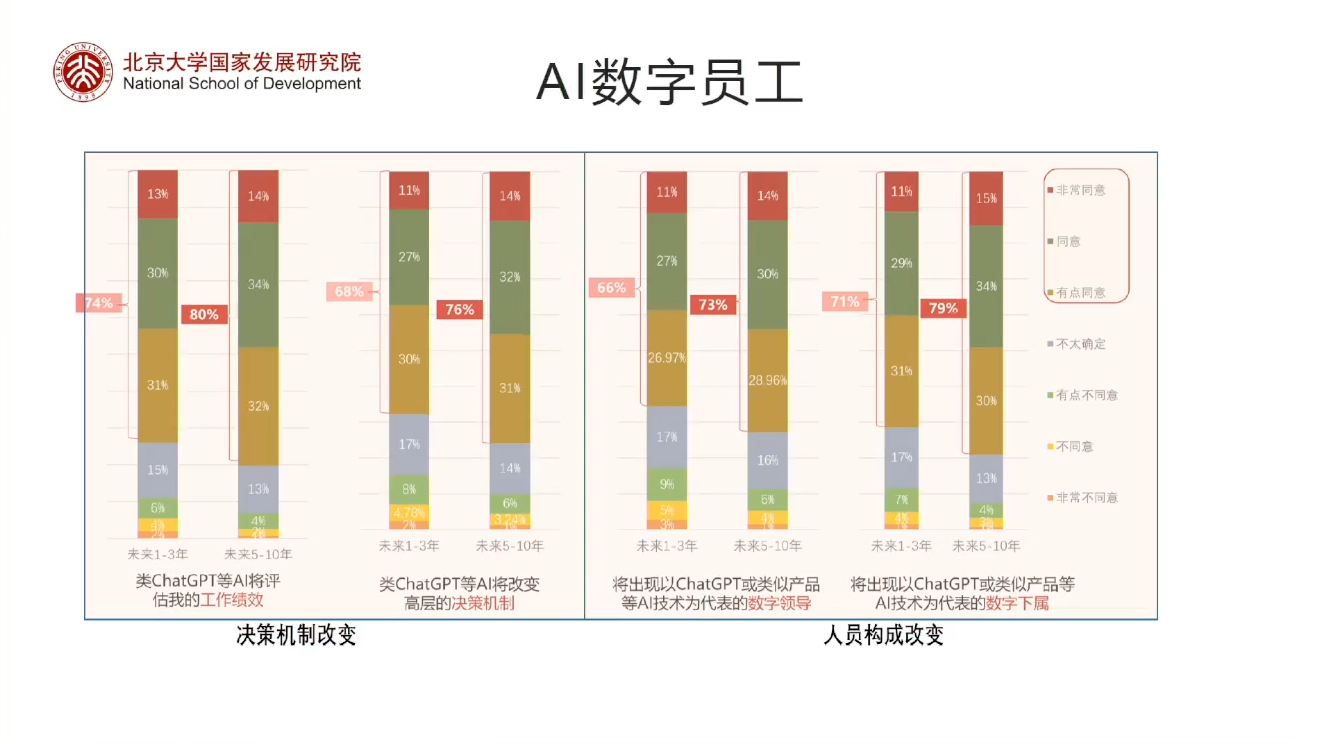 北京大学国家发展研究院
National School of Development
PEKING UNIVERSITY
1898
AI数字员工
13%
30%
74%
31%
15%
6%
4%
2%
未来1-3年
14%
34%
80%
32%
13%
4%
3%
未来5-10年
类ChatGPT等AI将评
估我的工作绩效
11%
27%
68%
30%
17%
8%
4.78%
2%
未来1-3年
14%
32%
76%
31%
14%
6%
3.24%
1%
未来5-10年
类ChatGPT等AI将改变
高层的决策机制
11%
27%
66%
26.97%
17%
9%
5%
3%
未来1-3年
14%
30%
73%
28.96%
16%
6%
4%
1%
未来5-10年
将出现以ChatGPT或类似产品
等AI技术为代表的数字领导
11%
29%
71%
31%
17%
7%
4%
未来1-3年
15%
34%
79%
30%
13%
4%
3%
未来5-10年
将出现以ChatGPT或类似产品等
AI技术为代表的数字下属
非常同意
同意
有点同意
不太确定
有点不同意
不同意
非常不同意
决策机制改变
人员构成改变